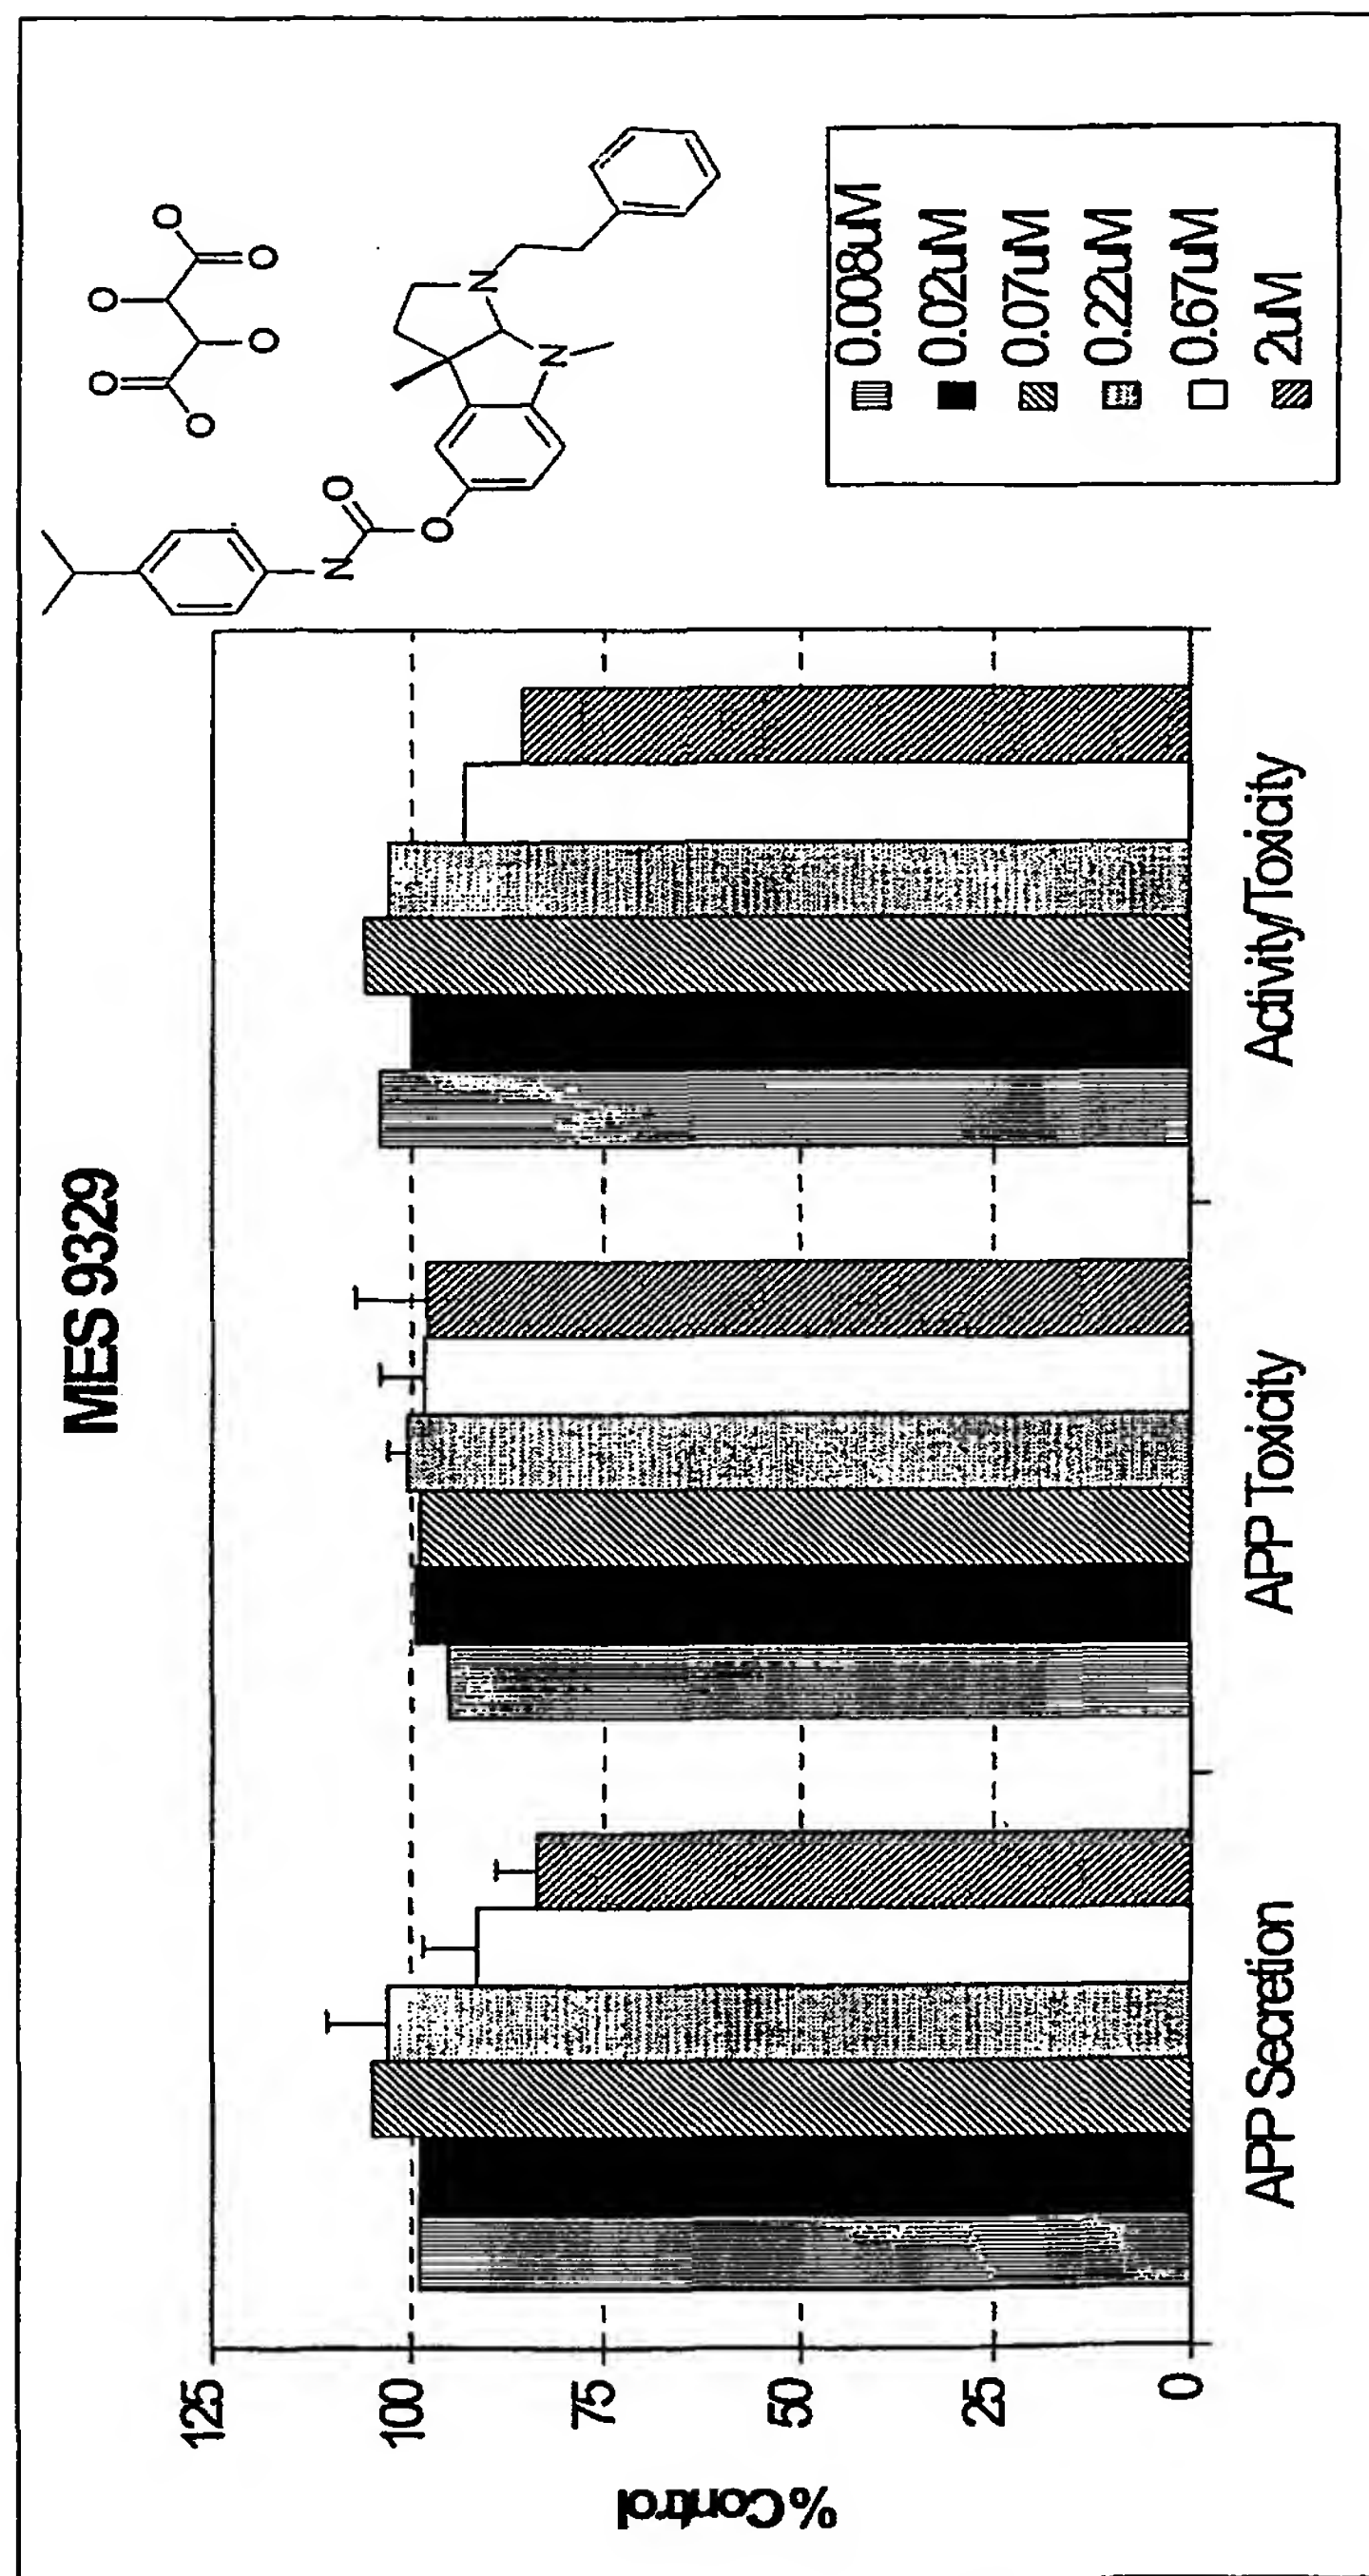 MES 9329
% Control
125
100
75
50
25
0
APP Secretion
APP Toxicity
Activity/Toxicity
O
O
O
O
O
O
N
O
O
N
N
0.008uM
0.02uM
0.07uM
0.22uM
0.67uM
2uM